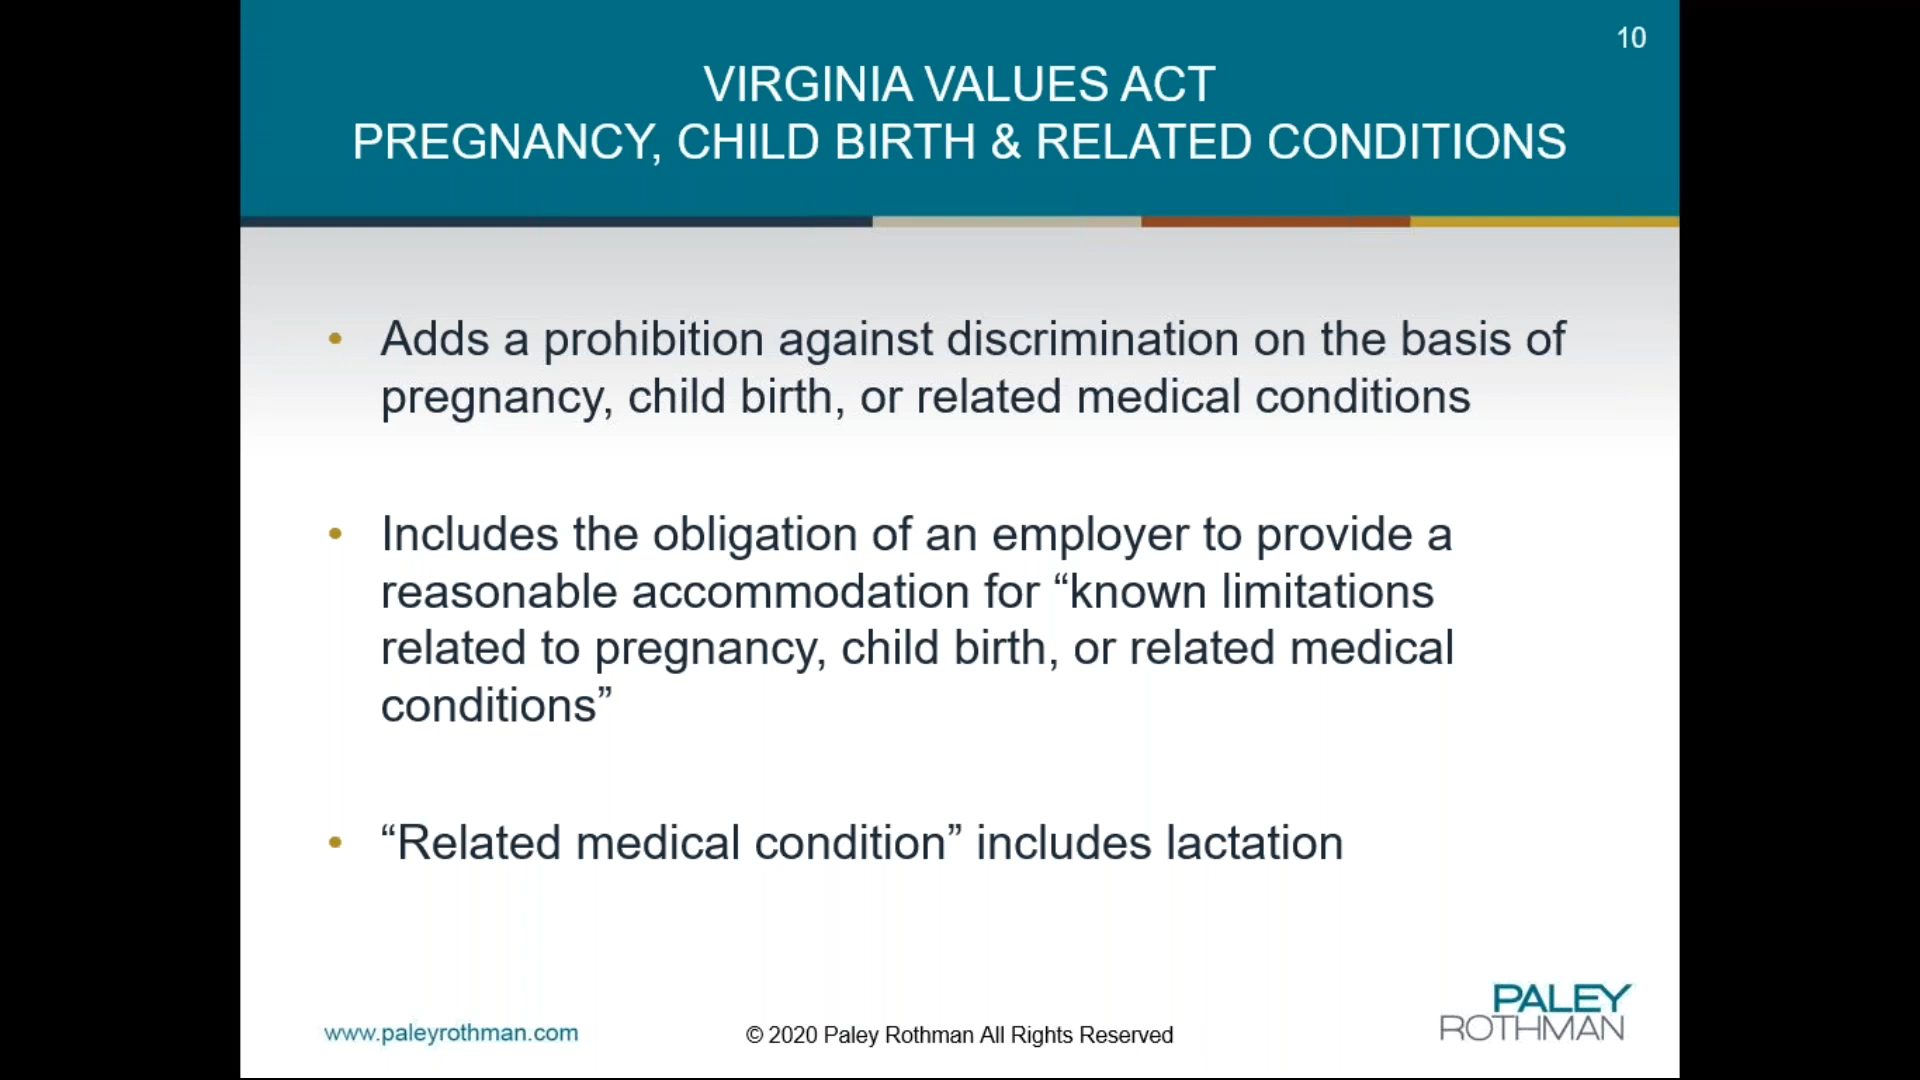 10
VIRGINIA VALUES ACT
PREGNANCY, CHILD BIRTH & RELATED CONDITIONS
• Adds a prohibition against discrimination on the basis of
pregnancy, child birth, or related medical conditions
• Includes the obligation of an employer to provide a
reasonable accommodation for “known limitations
related to pregnancy, child birth, or related medical
conditions”
• “Related medical condition” includes lactation
www.paleyrothman.com
© 2020 Paley Rothman All Rights Reserved
PALEY
ROTHMAN